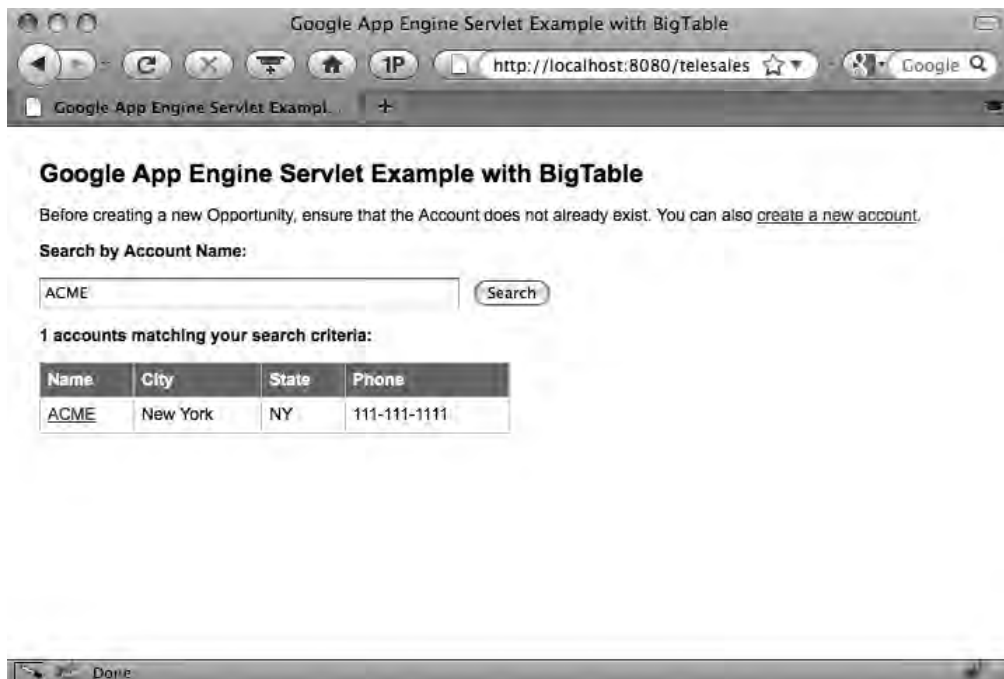 Google App Engine Servlet Example with BigTable
1P http://localhost:8080/telesales Google
Google App Engine Servlet Exampl...
Google App Engine Servlet Example with BigTable
Before creating a new Opportunity, ensure that the Account does not already exist. You can also create a new account.
Search by Account Name:
ACME Search
1 accounts matching your search criteria:
Name City State Phone
ACME New York NY 111-111-1111
Done